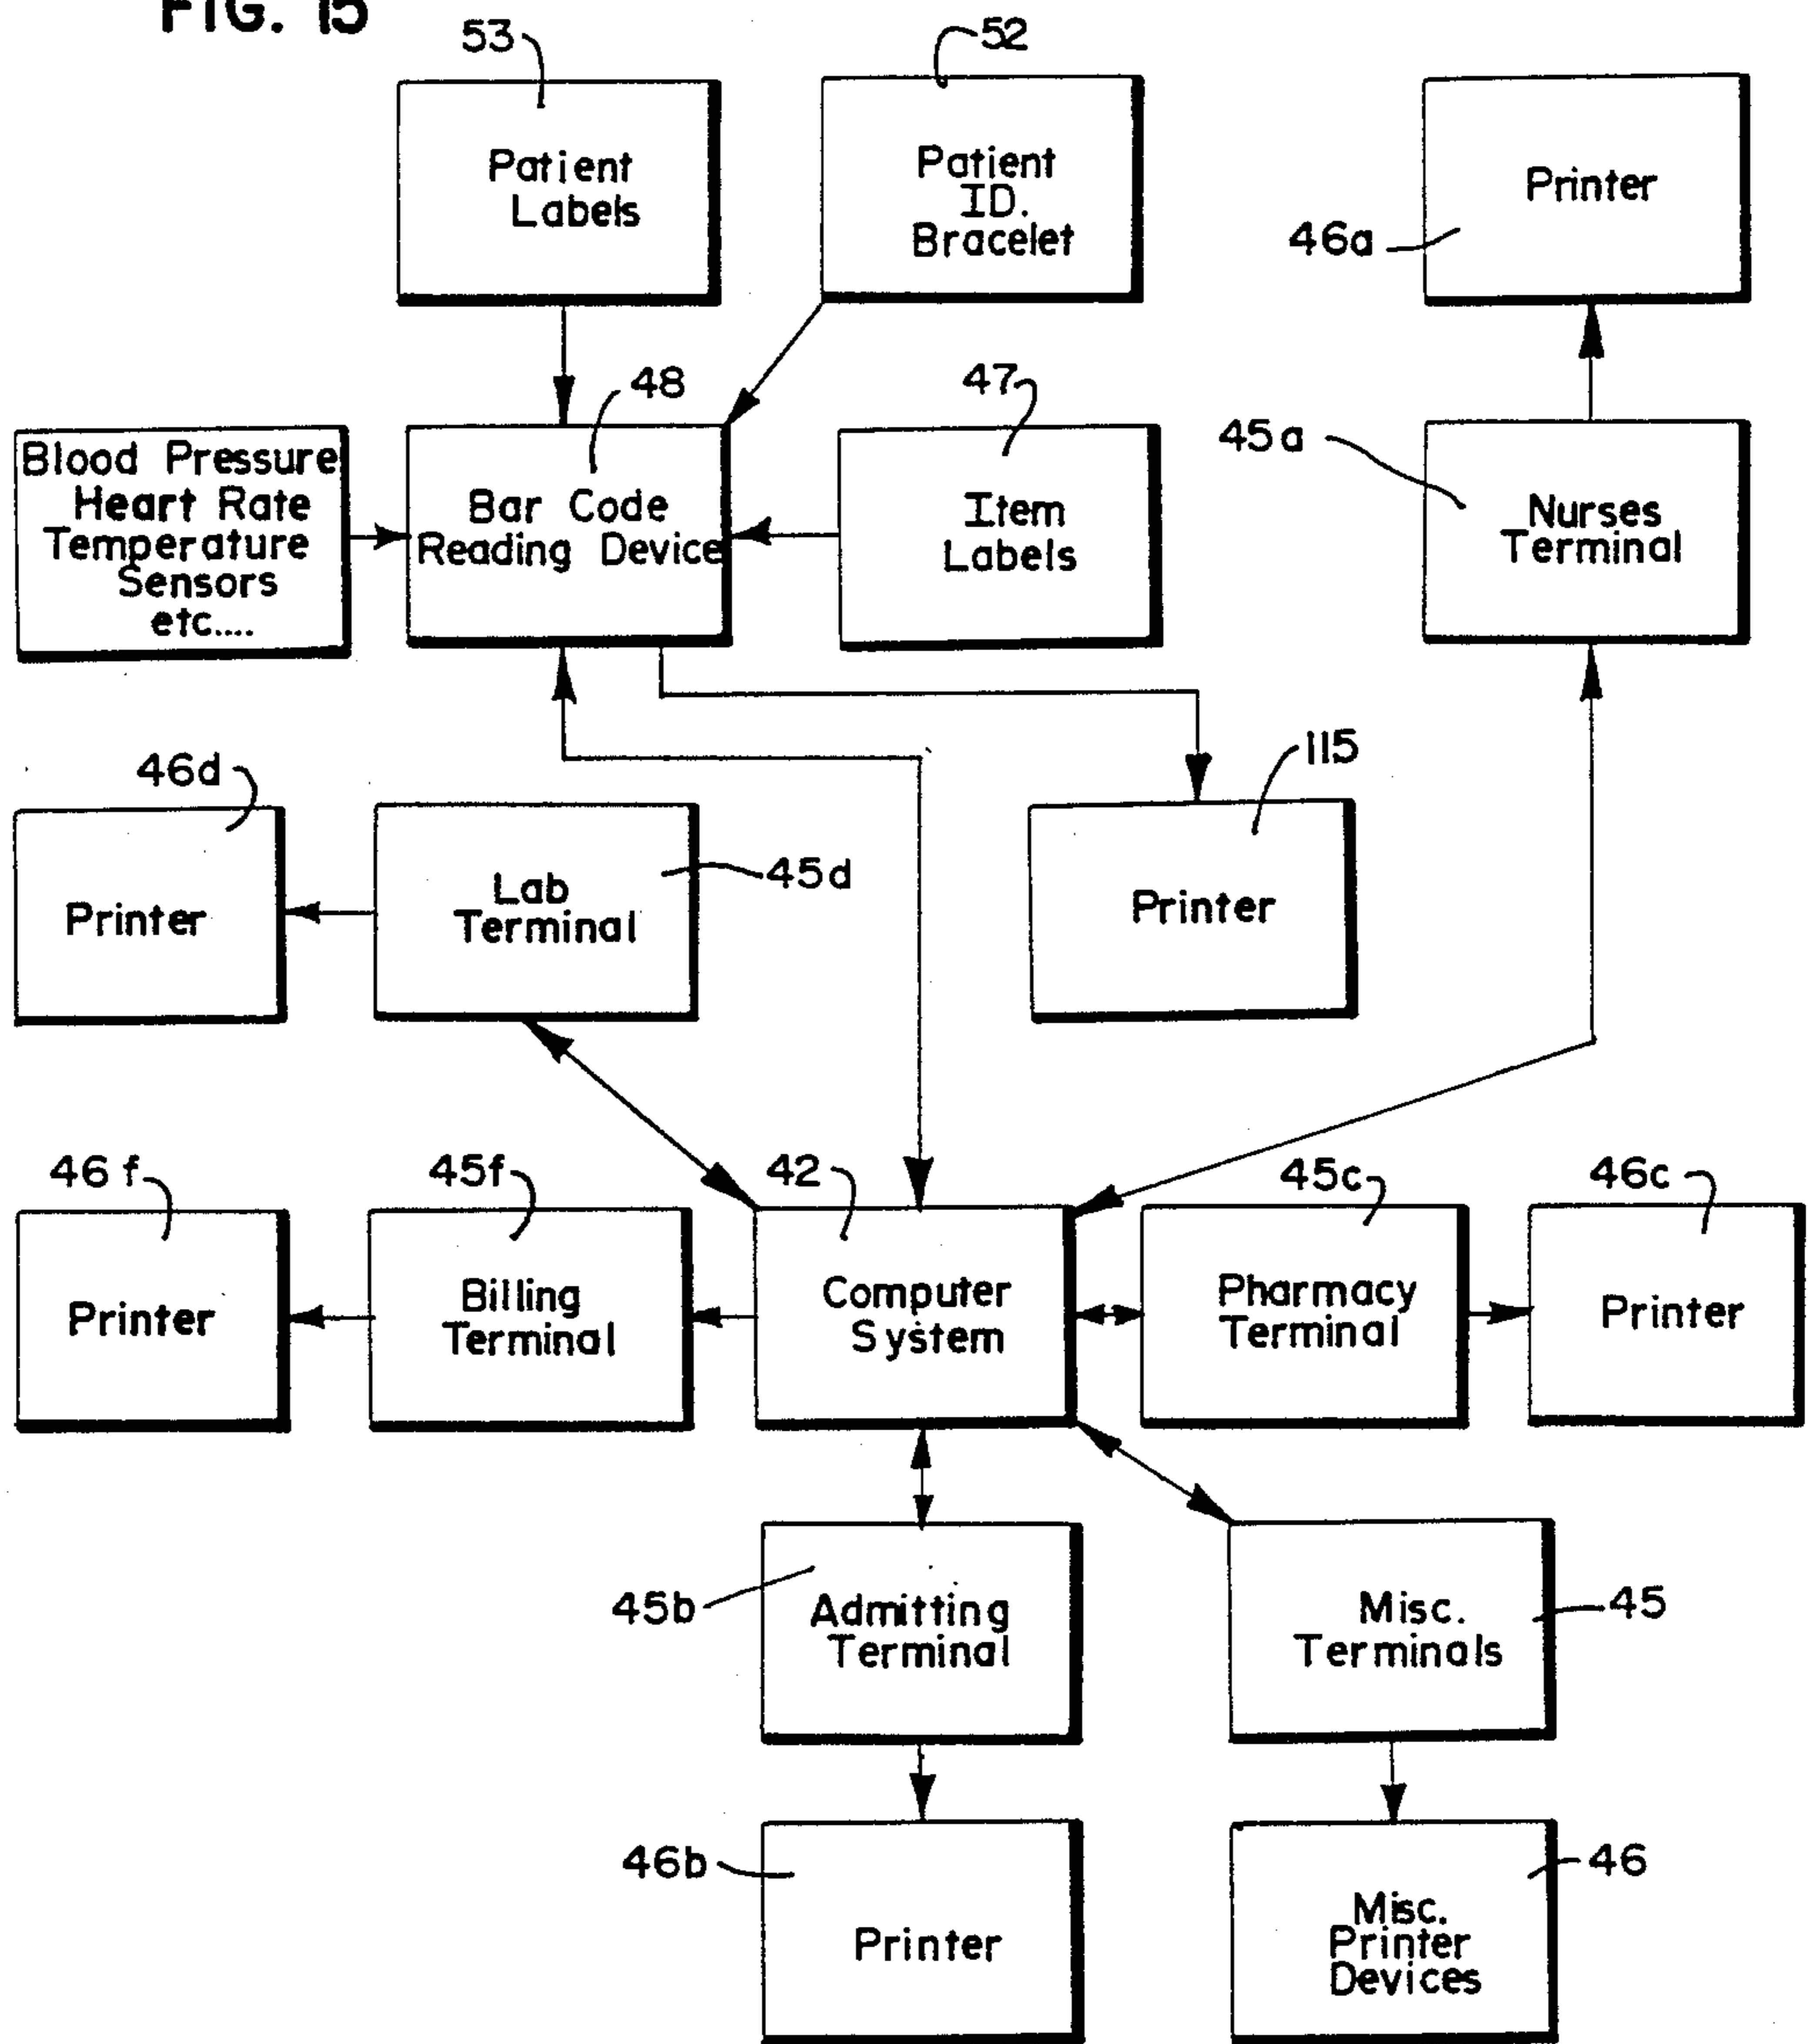 FIG. 15
53
52
Patient
Labels
Patient
ID.
Bracelet
Printer
46a
48
47
45a
Blood Pressure
Heart Rate
Temperature
Sensors
etc....
Bar Code
Reading Device
Item
Labels
Nurses
Terminal
46d
115
45d
Printer
Lab
Terminal
Printer
46f
45f
42
45c
46c
Printer
Billing
Terminal
Computer
System
Pharmacy
Terminal
Printer
45b
Admitting
Terminal
Misc.
Terminals
45
46b
Printer
46
Misc.
Printer
Devices